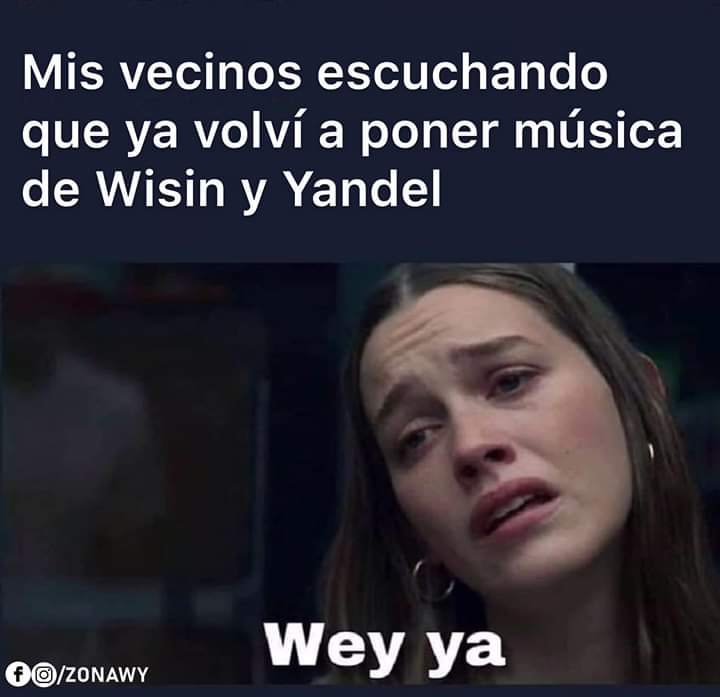 Mis vecinos escuchando
que ya volví a poner música
de Wisin y Yandel
Wey ya
/ZONAWY